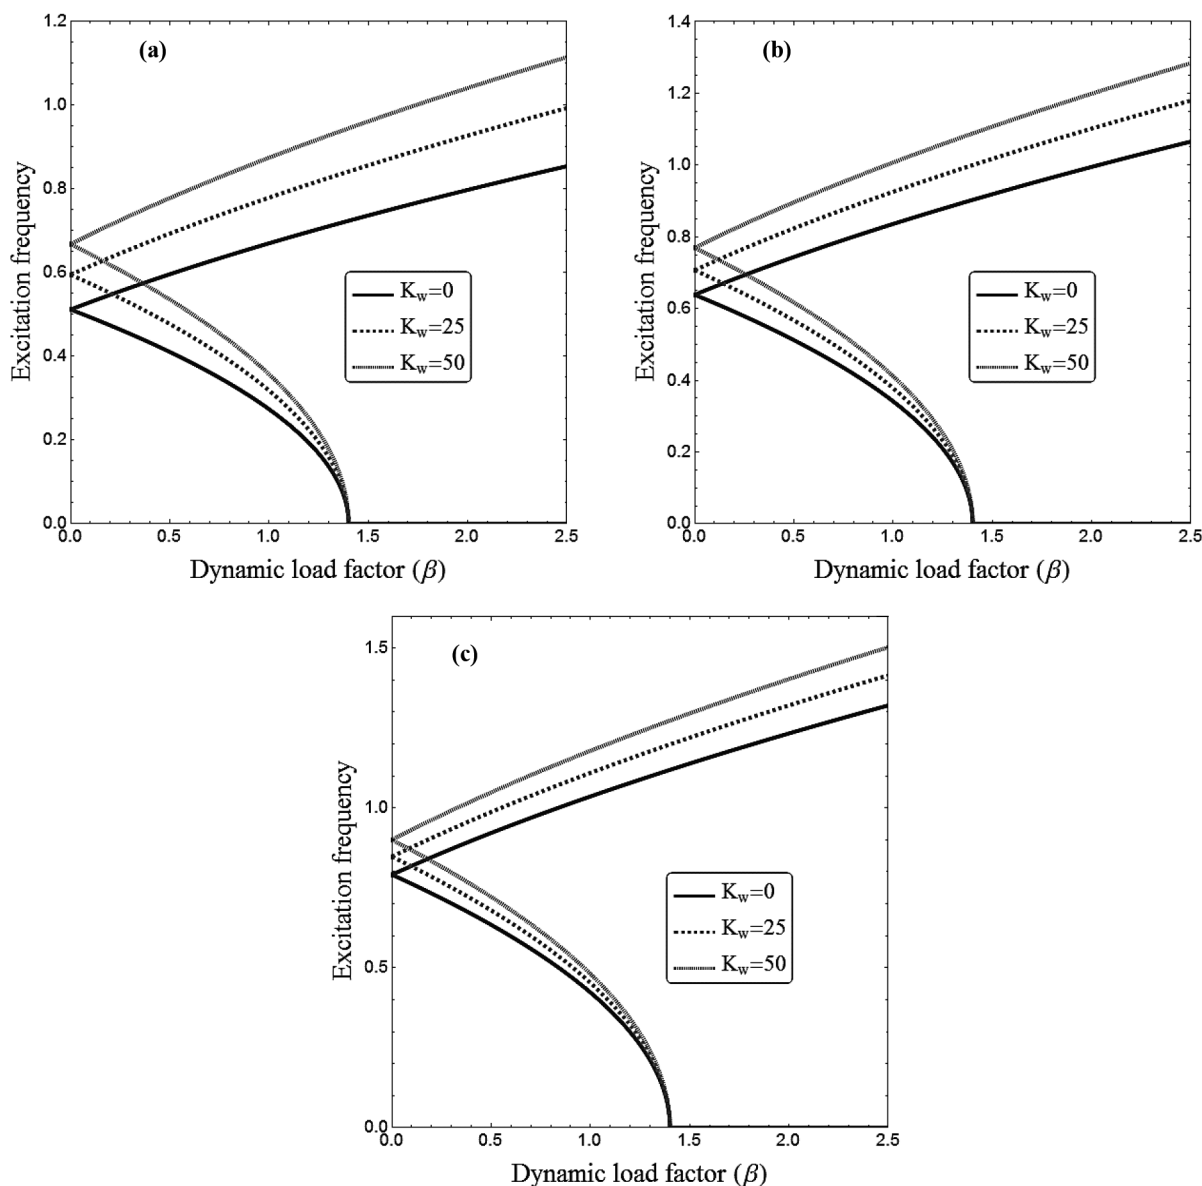 (a)
1.2
1.0
0.8
0.6
0.4
0.2
0.0
Excitation frequency
K_w=0
K_w=25
K_w=50
0.0 0.5 1.0 1.5 2.0 2.5
Dynamic load factor (β)
(b)
1.4
1.2
1.0
0.8
0.6
0.4
0.2
0.0
Excitation frequency
K_w=0
K_w=25
K_w=50
0.0 0.5 1.0 1.5 2.0 2.5
Dynamic load factor (β)
(c)
1.5
1.0
0.5
0.0
Excitation frequency
K_w=0
K_w=25
K_w=50
0.0 0.5 1.0 1.5 2.0 2.5
Dynamic load factor (β)